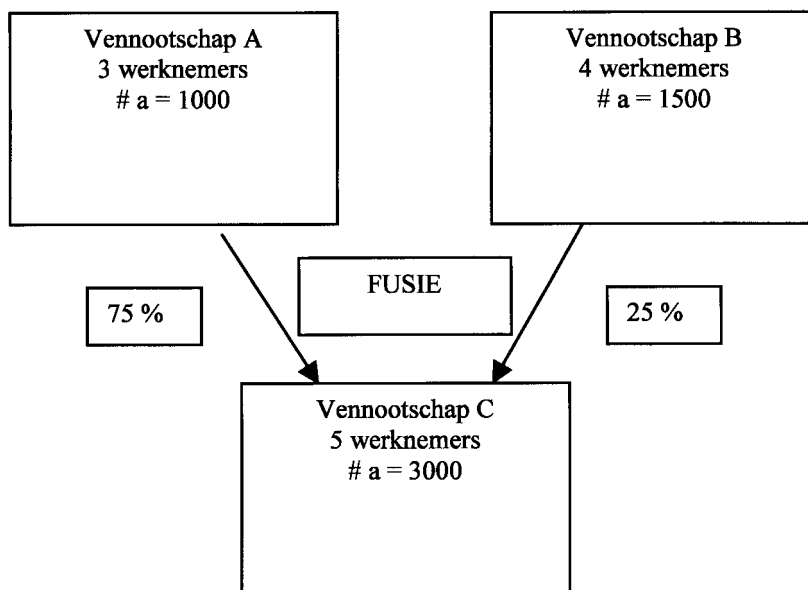 Vennootschap A
3 werknemers
# a = 1000
Vennootschap B
4 werknemers
# a = 1500
75 %
FUSIE
25 %
Vennootschap C
5 werknemers
# a = 3000